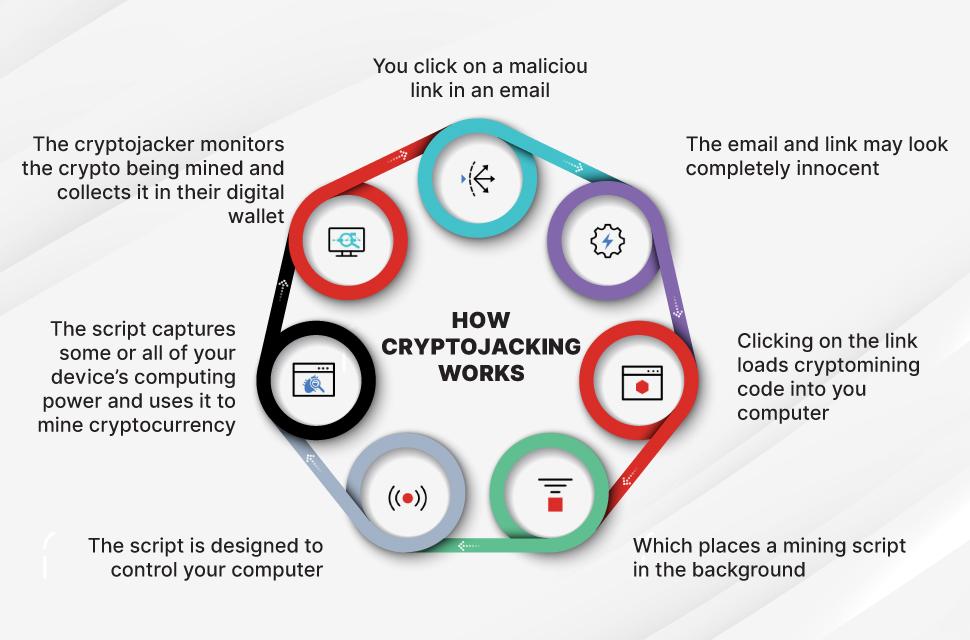 You click on a maliciou
link in an email
The email and link may look
completely innocent
Clicking on the link
loads cryptomining
code into you
computer
Which places a mining script
in the background
The script is designed to
control your computer
The script captures
some or all of your
device's computing
power and uses it to
mine cryptocurrency
The cryptojacker monitors
the crypto being mined and
collects it in their digital
wallet
HOW
CRYPTOJACKING
WORKS